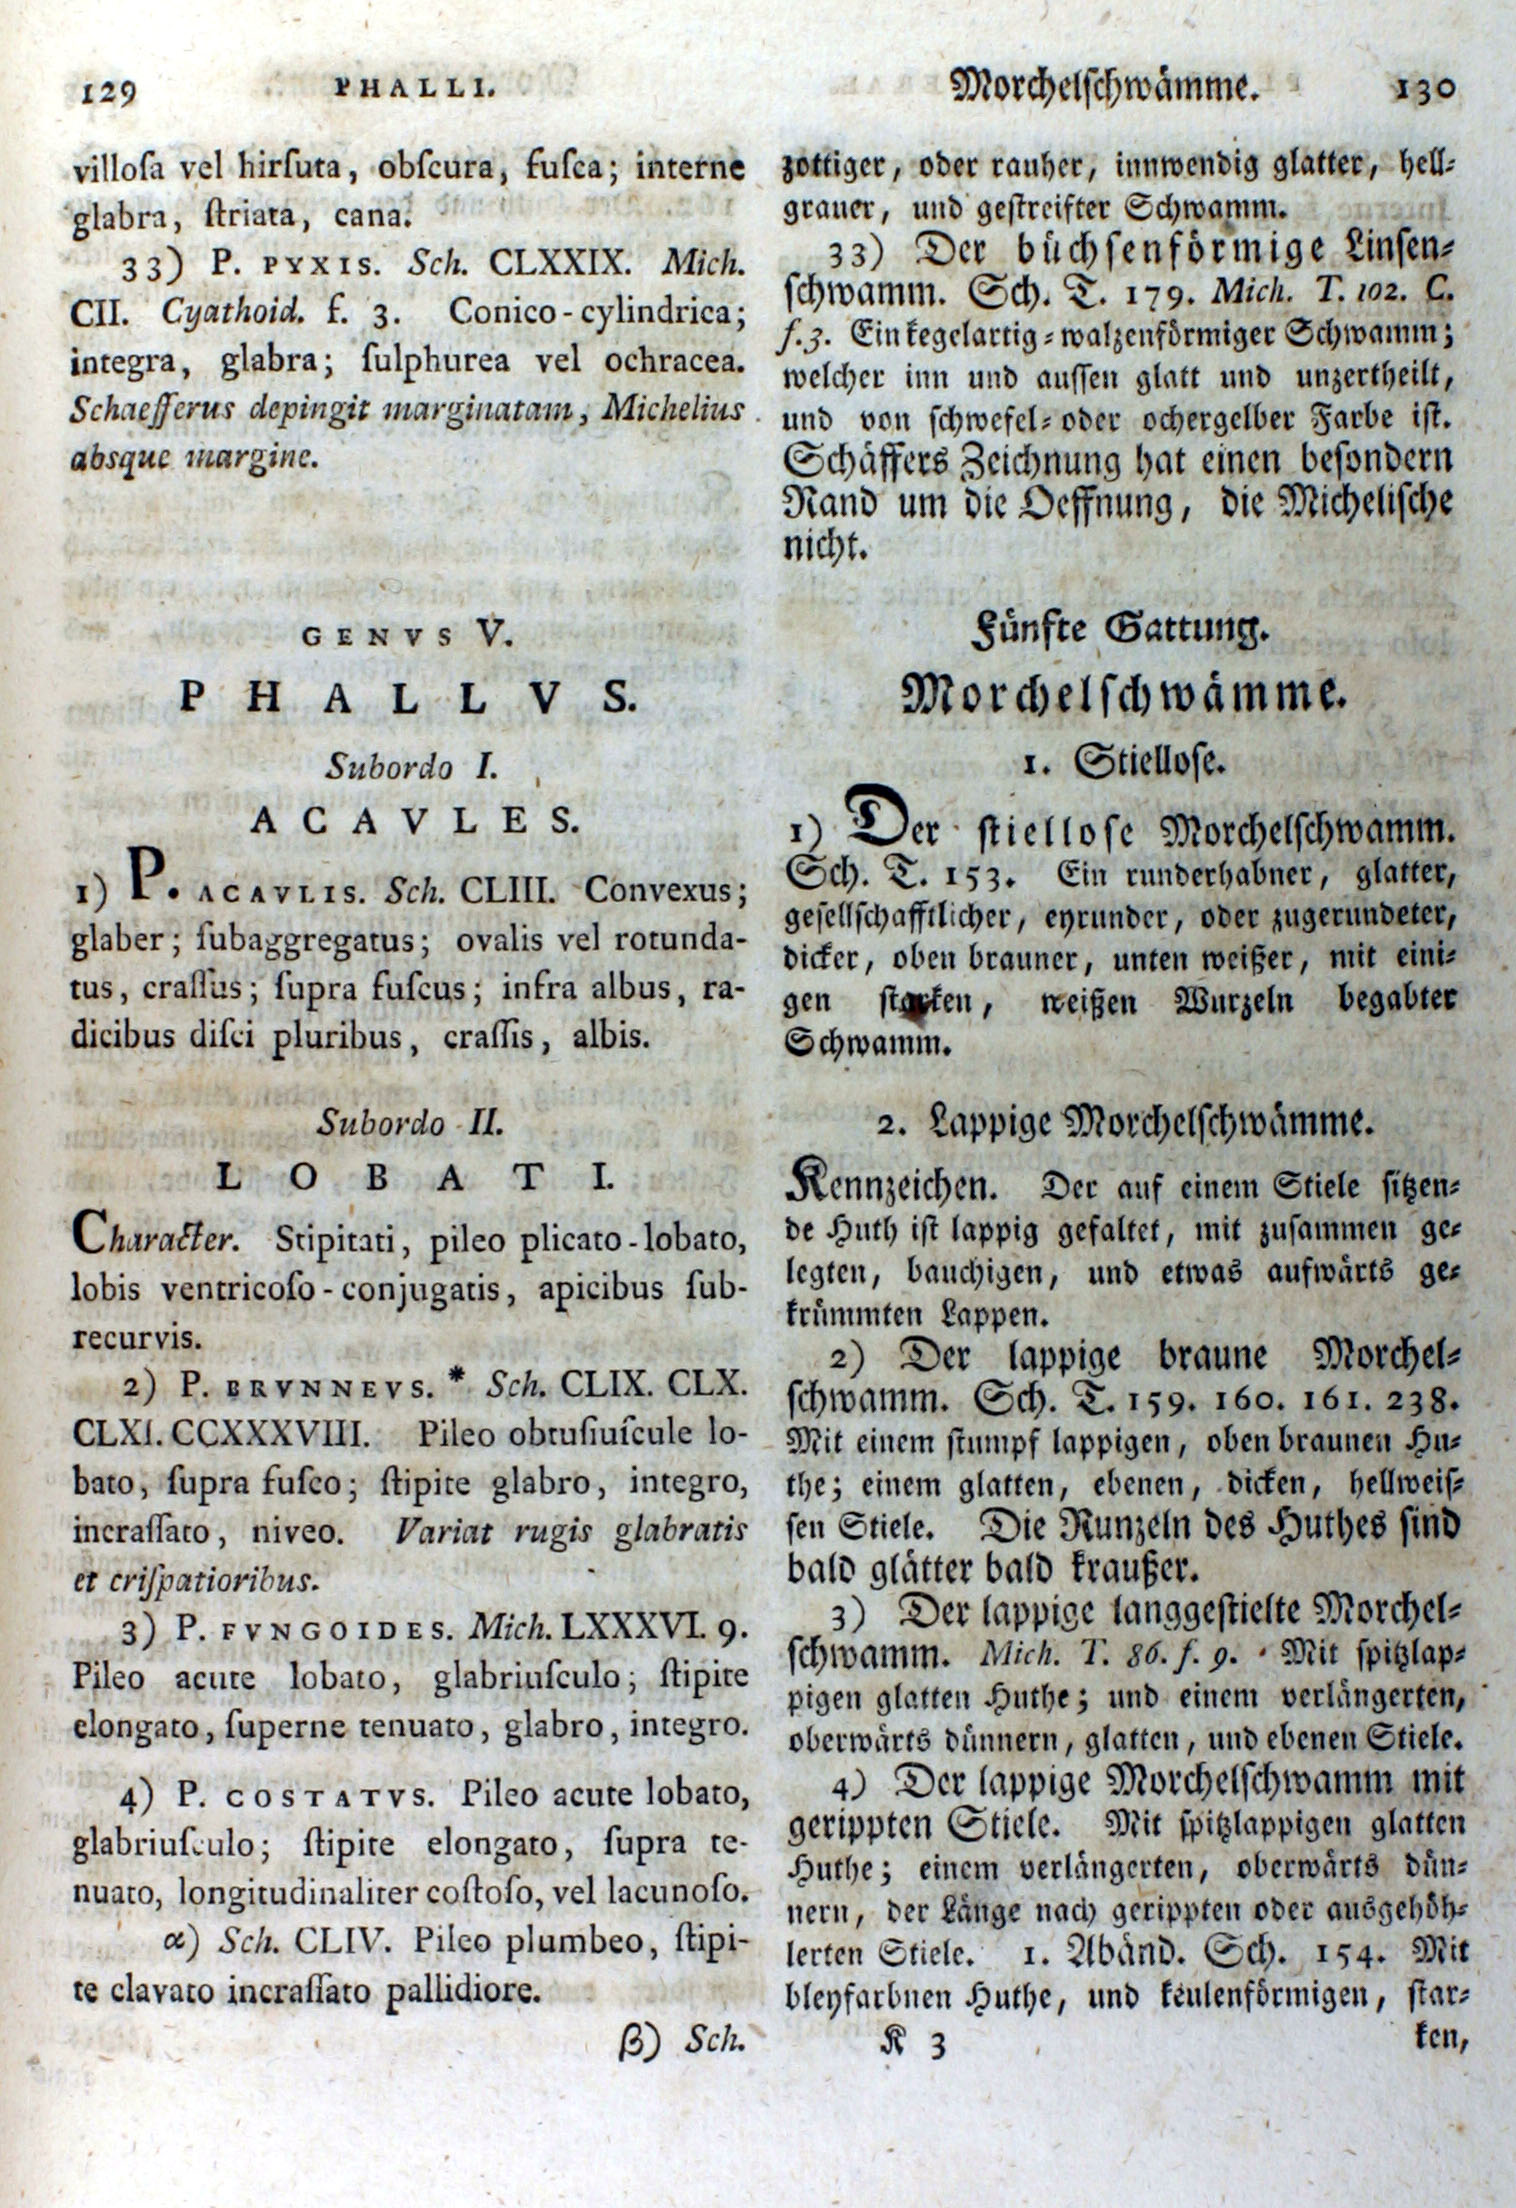 129 PHALLI.
villoſa vel hirſuta, obſcura, fuſca; interne
glabra, ſtriata, cana.
33) P. PYXIS. Sch. CLXXIX. Mich.
CII. Cyathoid. f. 3. Conico-cylindrica;
integra, glabra; ſulphurea vel ochracea.
Schaefferus depingit marginatam, Michelius
absque margine.
GENVS V.
PHALLVS.
Subordo I.
ACAVLES.
1) P. ACAVLIS. Sch. CLIII. Convexus;
glaber; ſubaggregatus; ovalis vel rotunda-
tus, craſſus; ſupra fuſcus; infra albus, ra-
dicibus diſci pluribus, craſſis, albis.
Subordo II.
LOBATI.
Character. Stipitati, pileo plicato-lobato,
lobis ventricoſo-conjugatis, apicibus ſub-
recurvis.
2) P. BRVNNEVS. * Sch. CLIX. CLX.
CLXI. CCXXXVIII. Pileo obtuſiuſcule lo-
bato, ſupra fuſco; ſtipite glabro, integro,
incraſſato, niveo. Variat rugis glabratis
et criſpatioribus.
3) P. FVNGOIDES. Mich. LXXXVI. 9.
Pileo acute lobato, glabriuſculo; ſtipite
elongato, ſuperne tenuato, glabro, integro.
4) P. COSTATVS. Pileo acute lobato,
glabriuſculo; ſtipite elongato, ſupra te-
nuato, longitudinaliter coſtoſo, vel lacunoſo.
α) Sch. CLIV. Pileo plumbeo, ſtipi-
te clavato incraſſato pallidiore.
β) Sch.
Morchelſchwämme. 130
zottiger, oder rauher, innwendig glatter, hell-
grauer, und geſtreifter Schwamm.
33) Der büchſenförmige Linſen-
ſchwamm. Sch. T. 179. Mich. T. 102. C.
f. 3. Ein kegelartig-walzenförmiger Schwamm;
welcher inn und auſſen glatt und unzertheilt,
und von ſchwefel- oder ochergelber Farbe iſt.
Schäffers Zeichnung hat einen beſondern
Rand um die Oeffnung, die Micheliſche
nicht.
Fünfte Gattung.
Morchelſchwämme.
1. Stielloſe.
1) Der ſtielloſe Morchelſchwamm.
Sch. T. 153. Ein runderhabner, glatter,
geſellſchafftlicher, eyrunder, oder zugerundeter,
dicker, oben brauner, unten weißer, mit eini-
gen ſtarken, weißen Wurzeln begabter
Schwamm.
2. Lappige Morchelſchwämme.
Kennzeichen. Der auf einem Stiele ſitzen-
de Huth iſt lappig gefaltet, mit zuſammen ge-
legten, bauchigen, und etwas aufwärts ge-
krümmten Lappen.
2) Der lappige braune Morchel-
ſchwamm. Sch. T. 159. 160. 161. 238.
Mit einem ſtumpf lappigen, oben braunen Hu-
the; einem glatten, ebenen, dicken, hellweiſ-
ſen Stiele. Die Runzeln des Huthes ſind
bald glätter bald kraußer.
3) Der lappige langgeſtielte Morchel-
ſchwamm. Mich. T. 86. f. 9. Mit ſpitzlap-
pigen glatten Huthe; und einem verlängerten,
oberwärts dünnern, glatten, und ebenen Stiele.
4) Der lappige Morchelſchwamm mit
gerippten Stiele. Mit ſpitzlappigen glatten
Huthe; einem verlängerten, oberwärts dün-
nern, der Länge nach gerippten oder ausgehöh-
lerten Stiele. 1. Abänd. Sch. 154. Mit
bleyfarbnen Huthe, und keulenförmigen, ſtar-
K 3 ken,